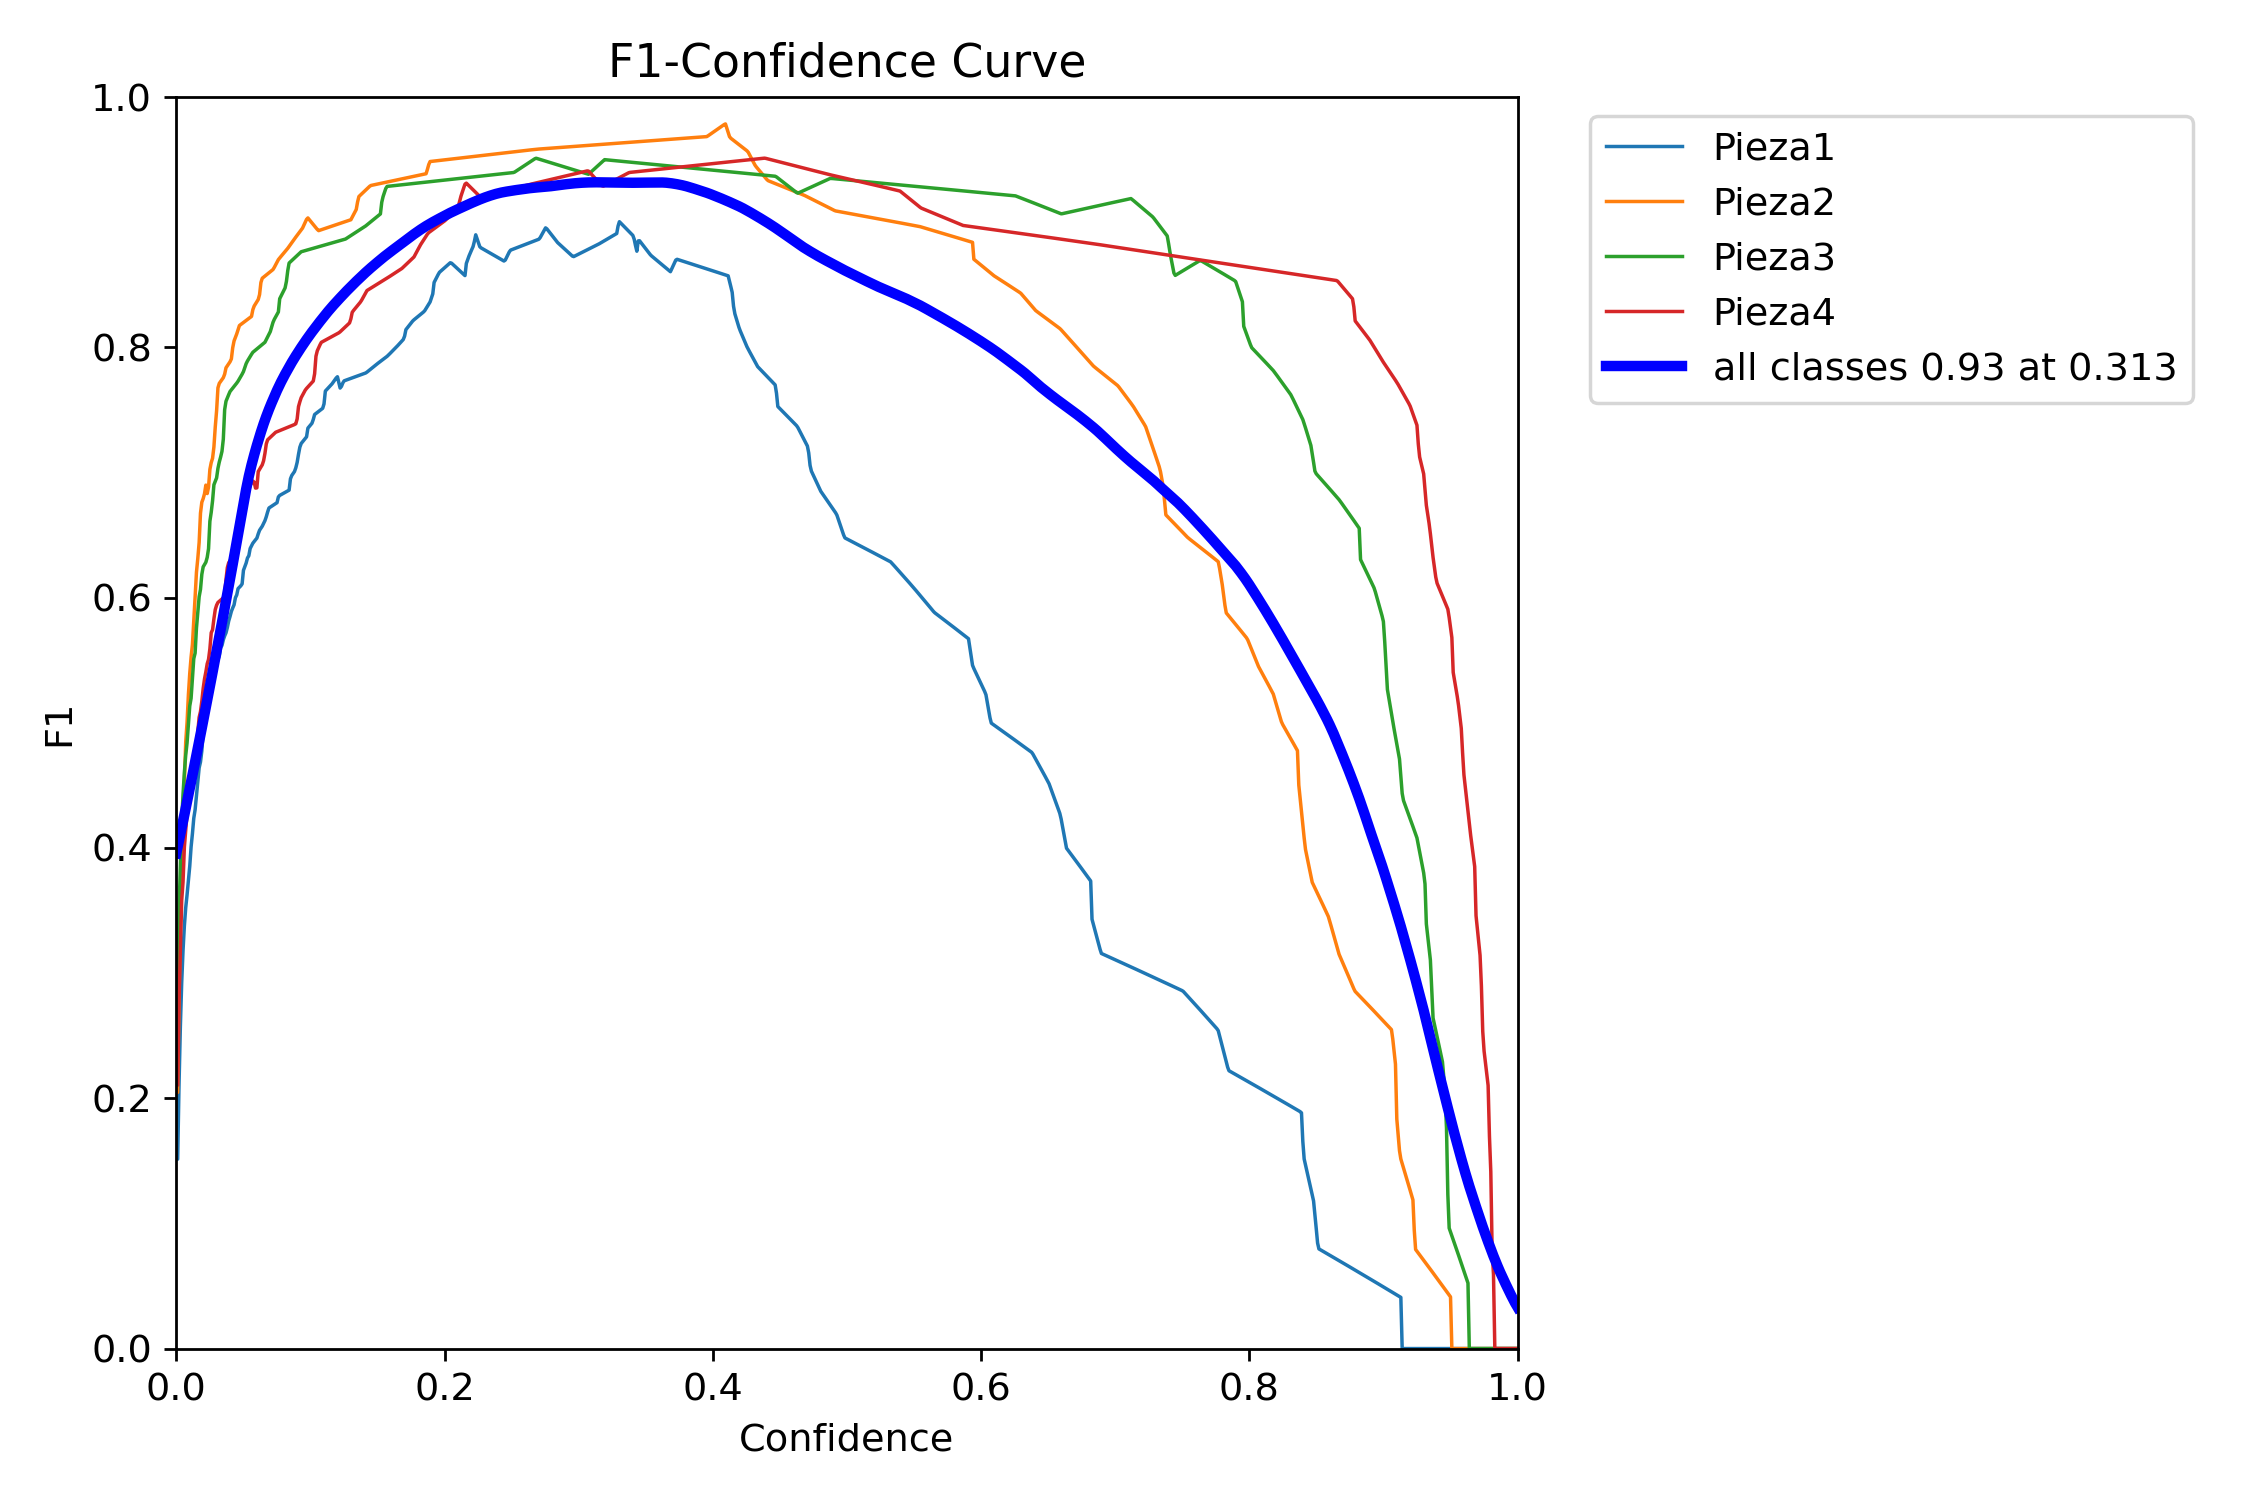 F1-Confidence Curve
1.0
0.8
0.6
0.4
0.2
0.0
F1
0.0 0.2 0.4 0.6 0.8 1.0
Confidence
Pieza1
Pieza2
Pieza3
Pieza4
all classes 0.93 at 0.313